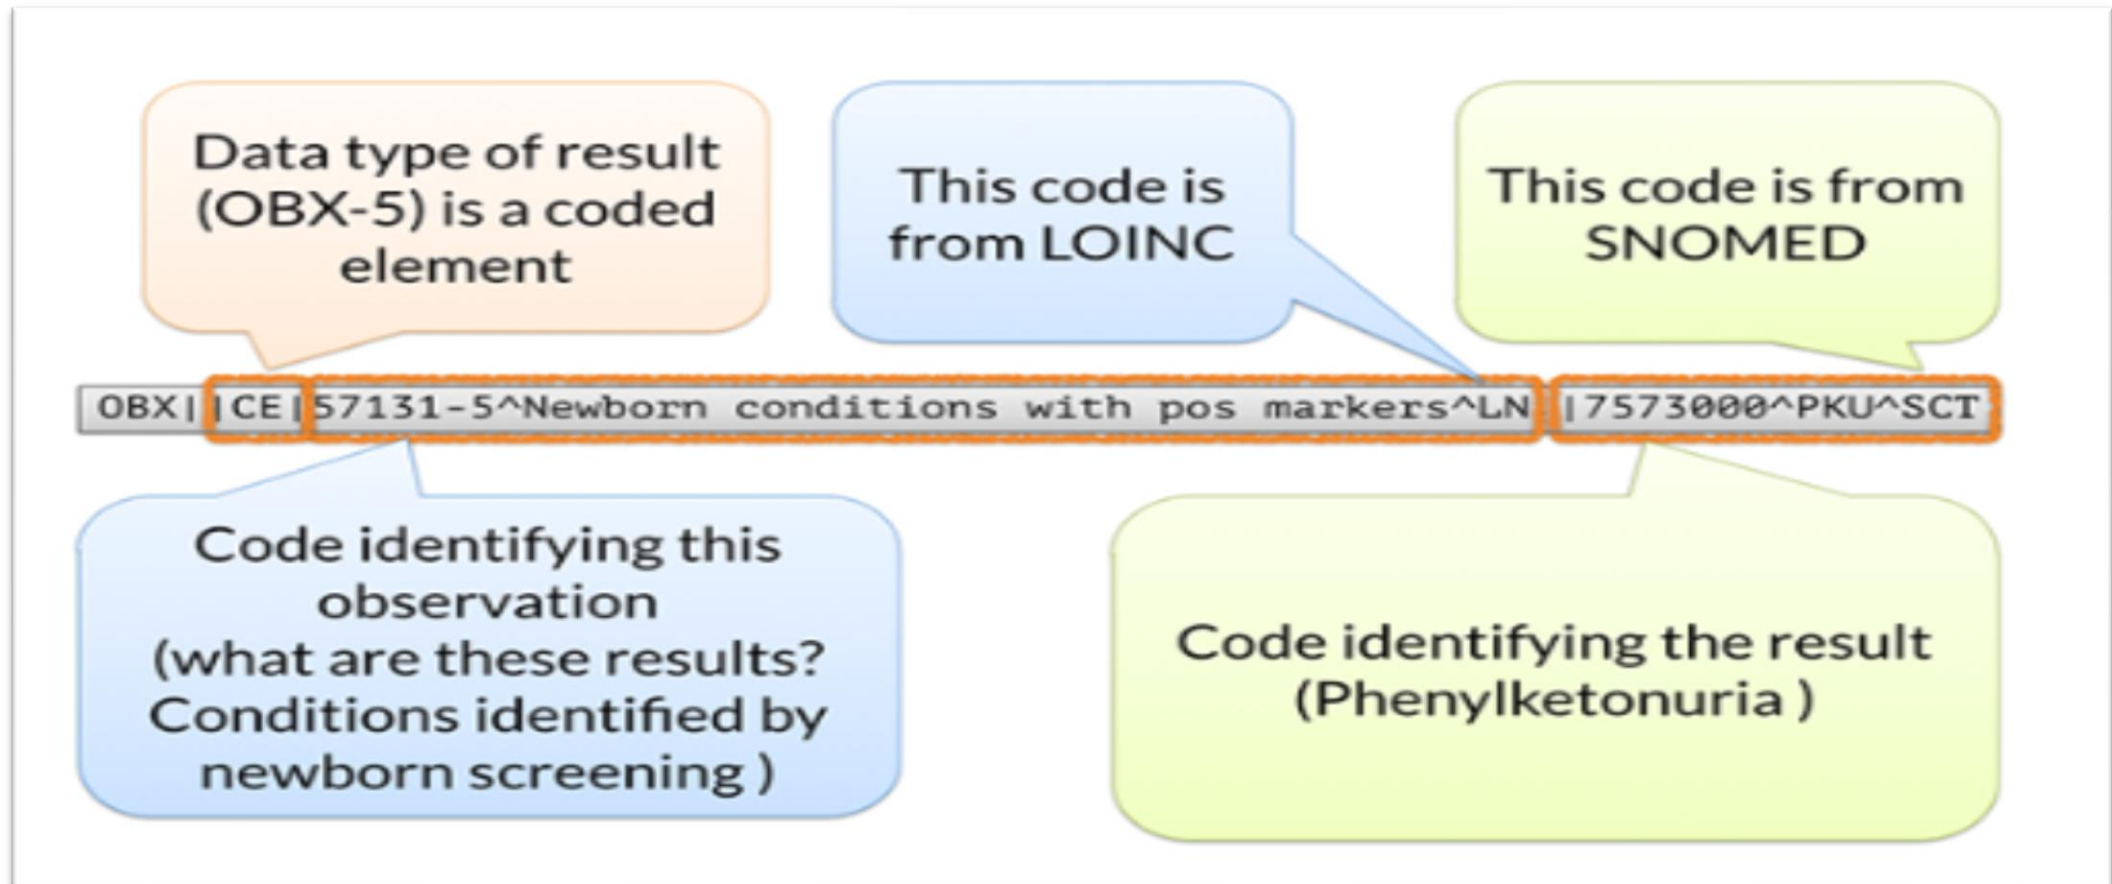 Data type of result
(OBX-5) is a coded
element
This code is
from LOINC
This code is from
SNOMED
OBX| |CE|57131-5^Newborn conditions with pos markers^LN |7573000^PKU^SCT
Code identifying this
observation
(what are these results?
Conditions identified by
newborn screening )
Code identifying the result
(Phenylketonuria )